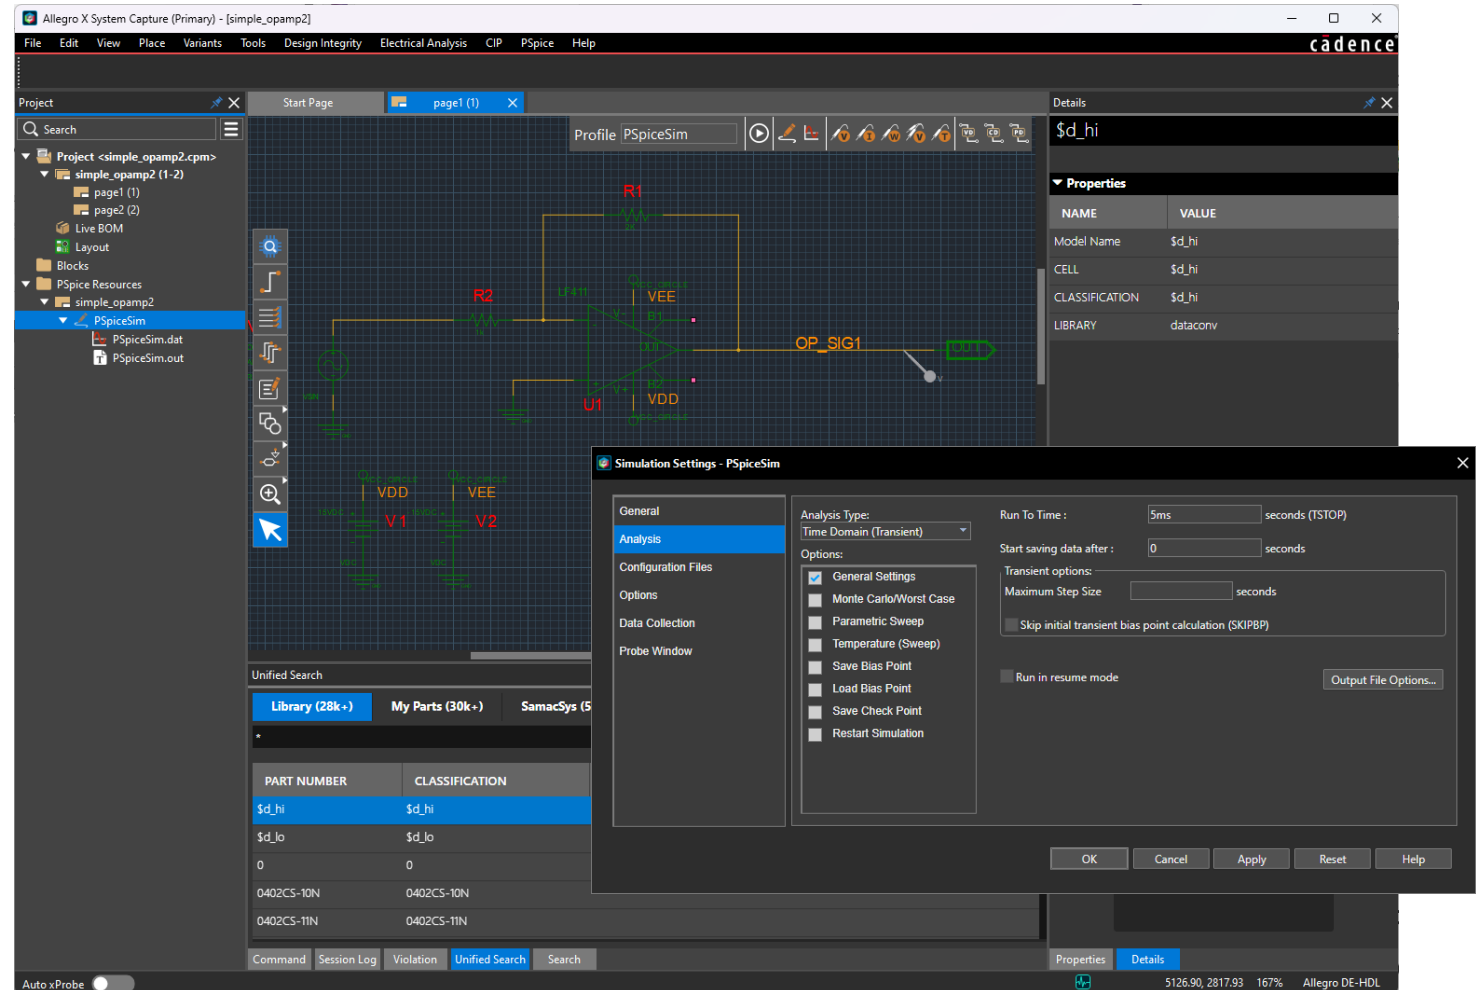 Allegro X System Capture (Primary) - [simple_opamp2]
File Edit View Place Variants Tools Design Integrity Electrical Analysis CIP PSpice Help
cādence
Project
Start Page
page1 (1)
Details
Search
Project <simple_opamp2.cpm>
simple_opamp2 (1-2)
page1 (1)
page2 (2)
Live BOM
Layout
Blocks
PSpice Resources
simple_opamp2
PSpiceSim
PSpiceSim.dat
PSpiceSim.out
Profile PSpiceSim
R1
R2
1K
LF411
VCC_CIRCLE
VEE
V-
B1
OUT
B2
V+
VDD
U1
OP_SIG1
OUT
V
VSIN
VDD
VEE
V1
V2
$d_hi
Properties
NAME VALUE
Model Name $d_hi
CELL $d_hi
CLASSIFICATION $d_hi
LIBRARY dataconv
Simulation Settings - PSpiceSim
General
Analysis
Configuration Files
Options
Data Collection
Probe Window
Analysis Type:
Time Domain (Transient)
Options:
General Settings
Monte Carlo/Worst Case
Parametric Sweep
Temperature (Sweep)
Save Bias Point
Load Bias Point
Save Check Point
Restart Simulation
Run To Time : 5ms seconds (TSTOP)
Start saving data after : 0 seconds
Transient options:
Maximum Step Size seconds
Skip initial transient bias point calculation (SKIPBP)
Run in resume mode
Output File Options...
OK Cancel Apply Reset Help
Unified Search
Library (28k+) My Parts (30k+) SamacSys (5
*
PART NUMBER CLASSIFICATION
$d_hi $d_hi
$d_lo $d_lo
0 0
0402CS-10N 0402CS-10N
0402CS-11N 0402CS-11N
Command Session Log Violation Unified Search Search
Properties Details
Auto xProbe
5126.90, 2817.93 167% Allegro DE-HDL